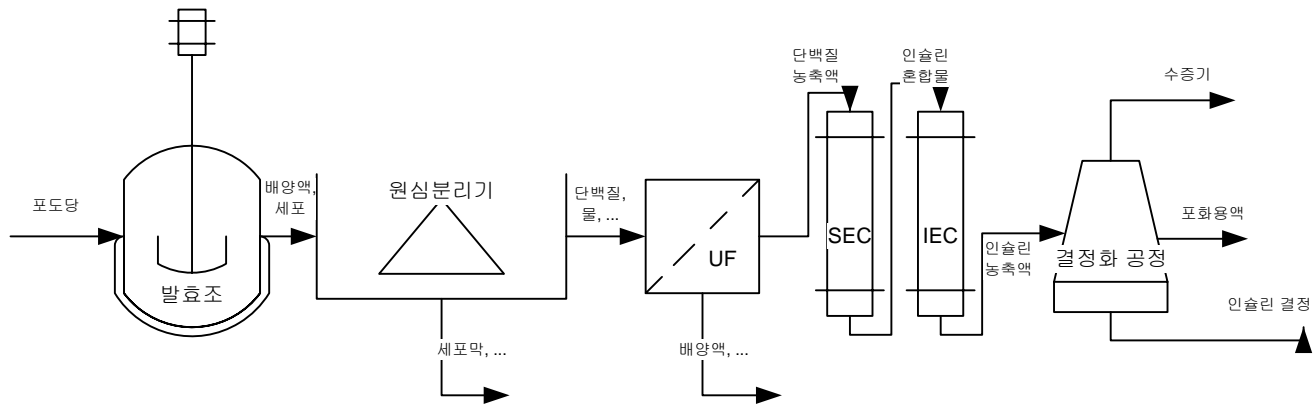 포도당
발효조
배양액,
세포
원심분리기
세포막, ...
단백질,
물, ...
UF
배양액, ...
단백질
농축액
SEC
인슐린
혼합물
IEC
인슐린
농축액
결정화 공정
수증기
포화용액
인슐린 결정